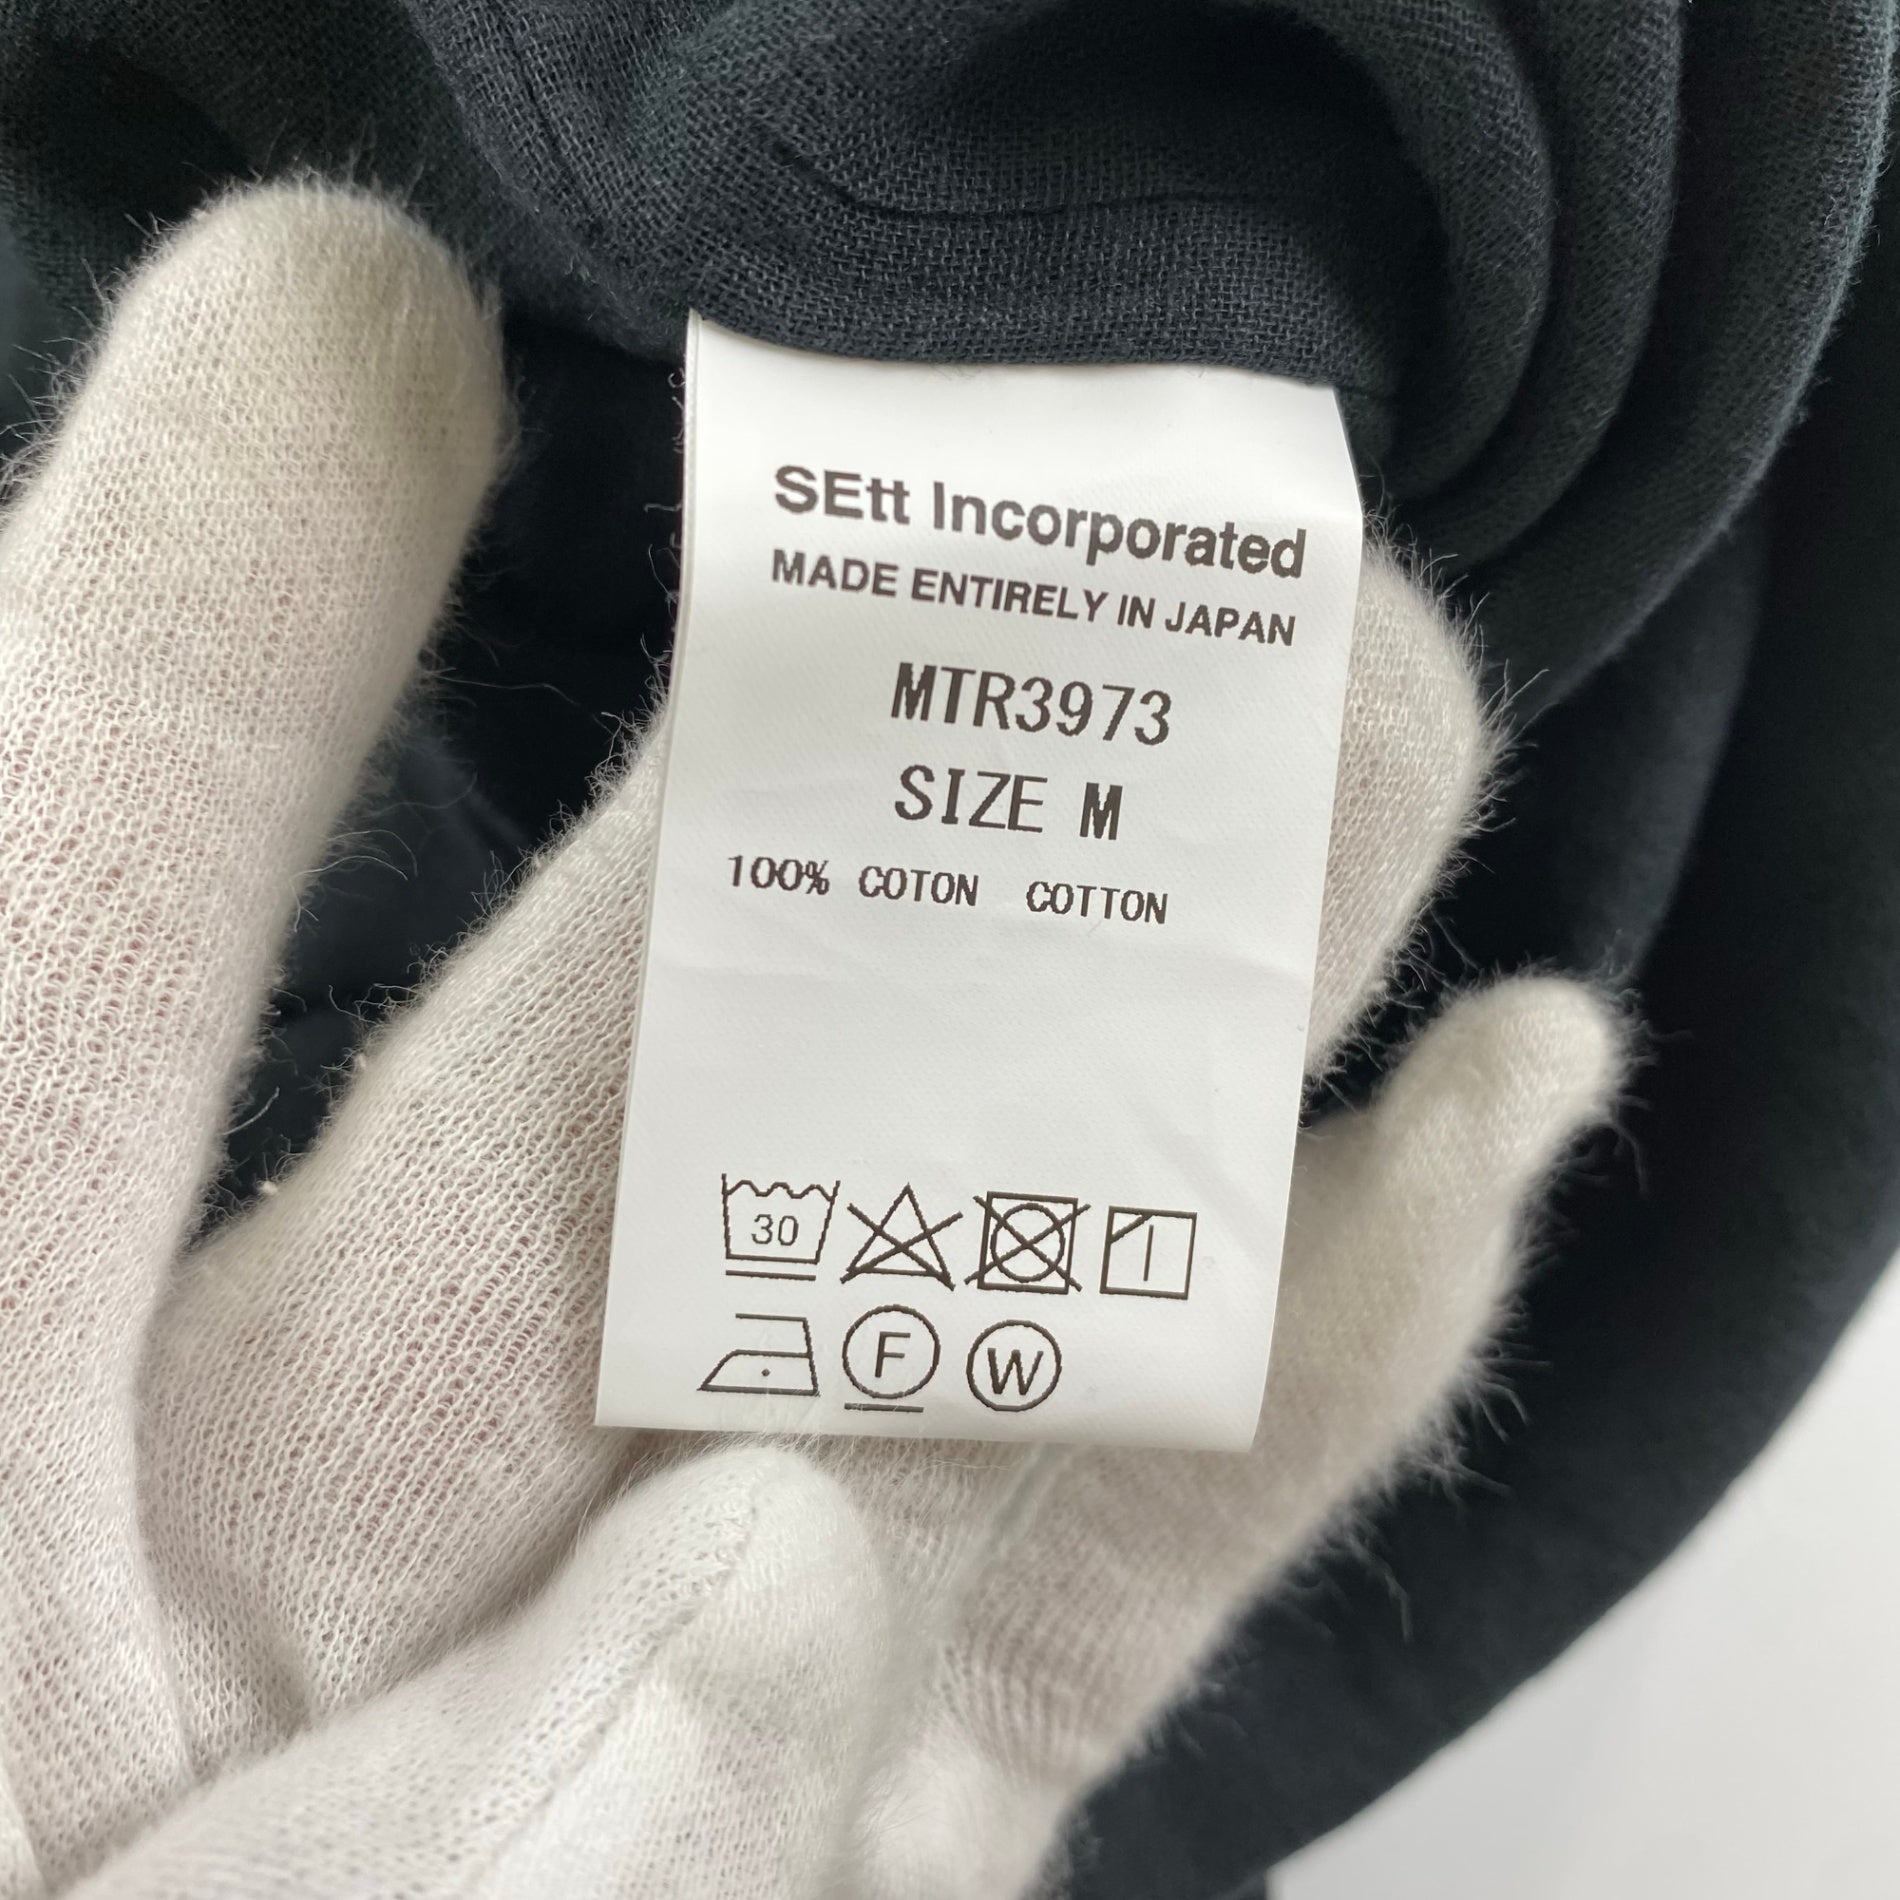 SEtt Incorporated
MADE ENTIRELY IN JAPAN
MTR3973
SIZE M
100% COTON COTTON
30
F W